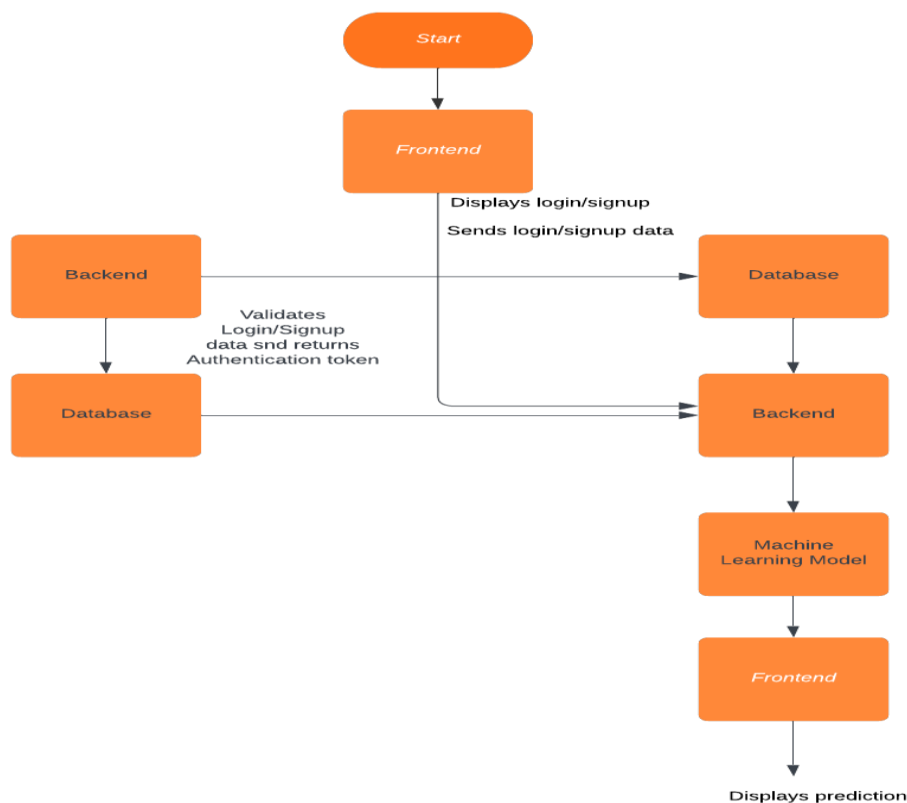 Start
Frontend
Displays login/signup
Sends login/signup data
Backend
Database
Validates
Login/Signup
data snd returns
Authentication token
Database
Backend
Machine
Learning Model
Frontend
Displays prediction